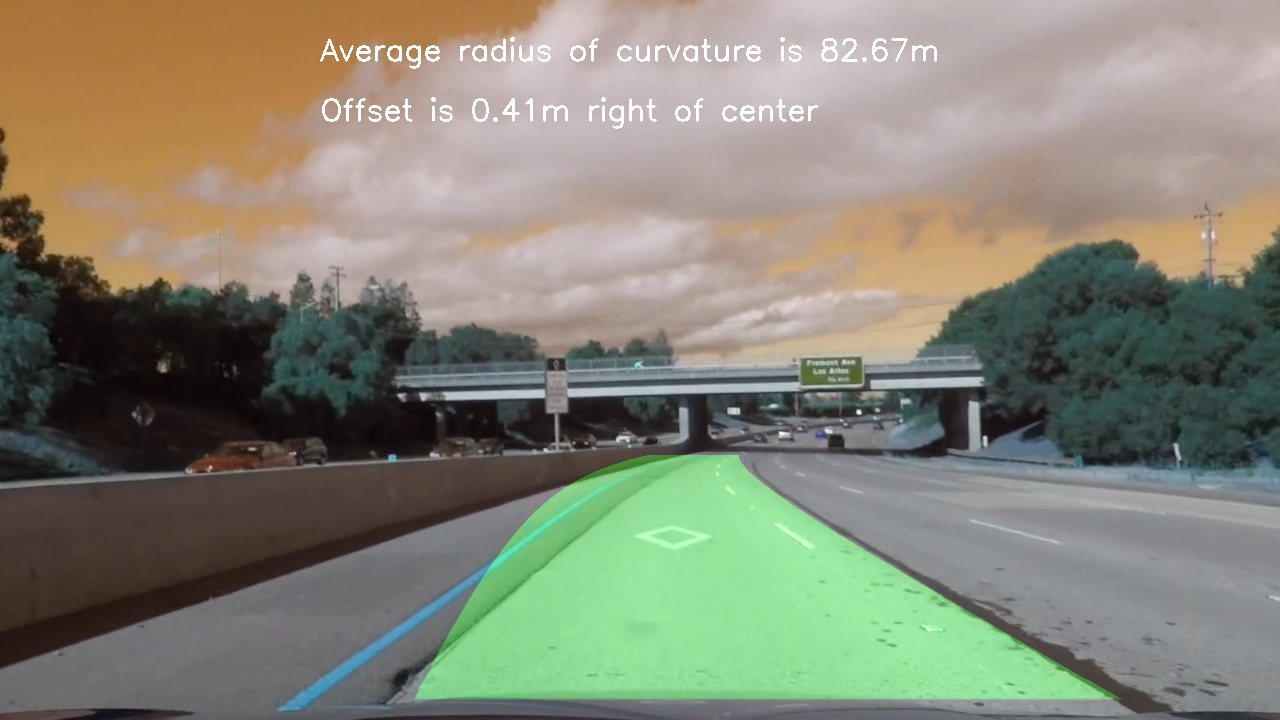 Average radius of curvature is 82.67m
Offset is 0.41m right of center
Fremont Ave
Los Altos